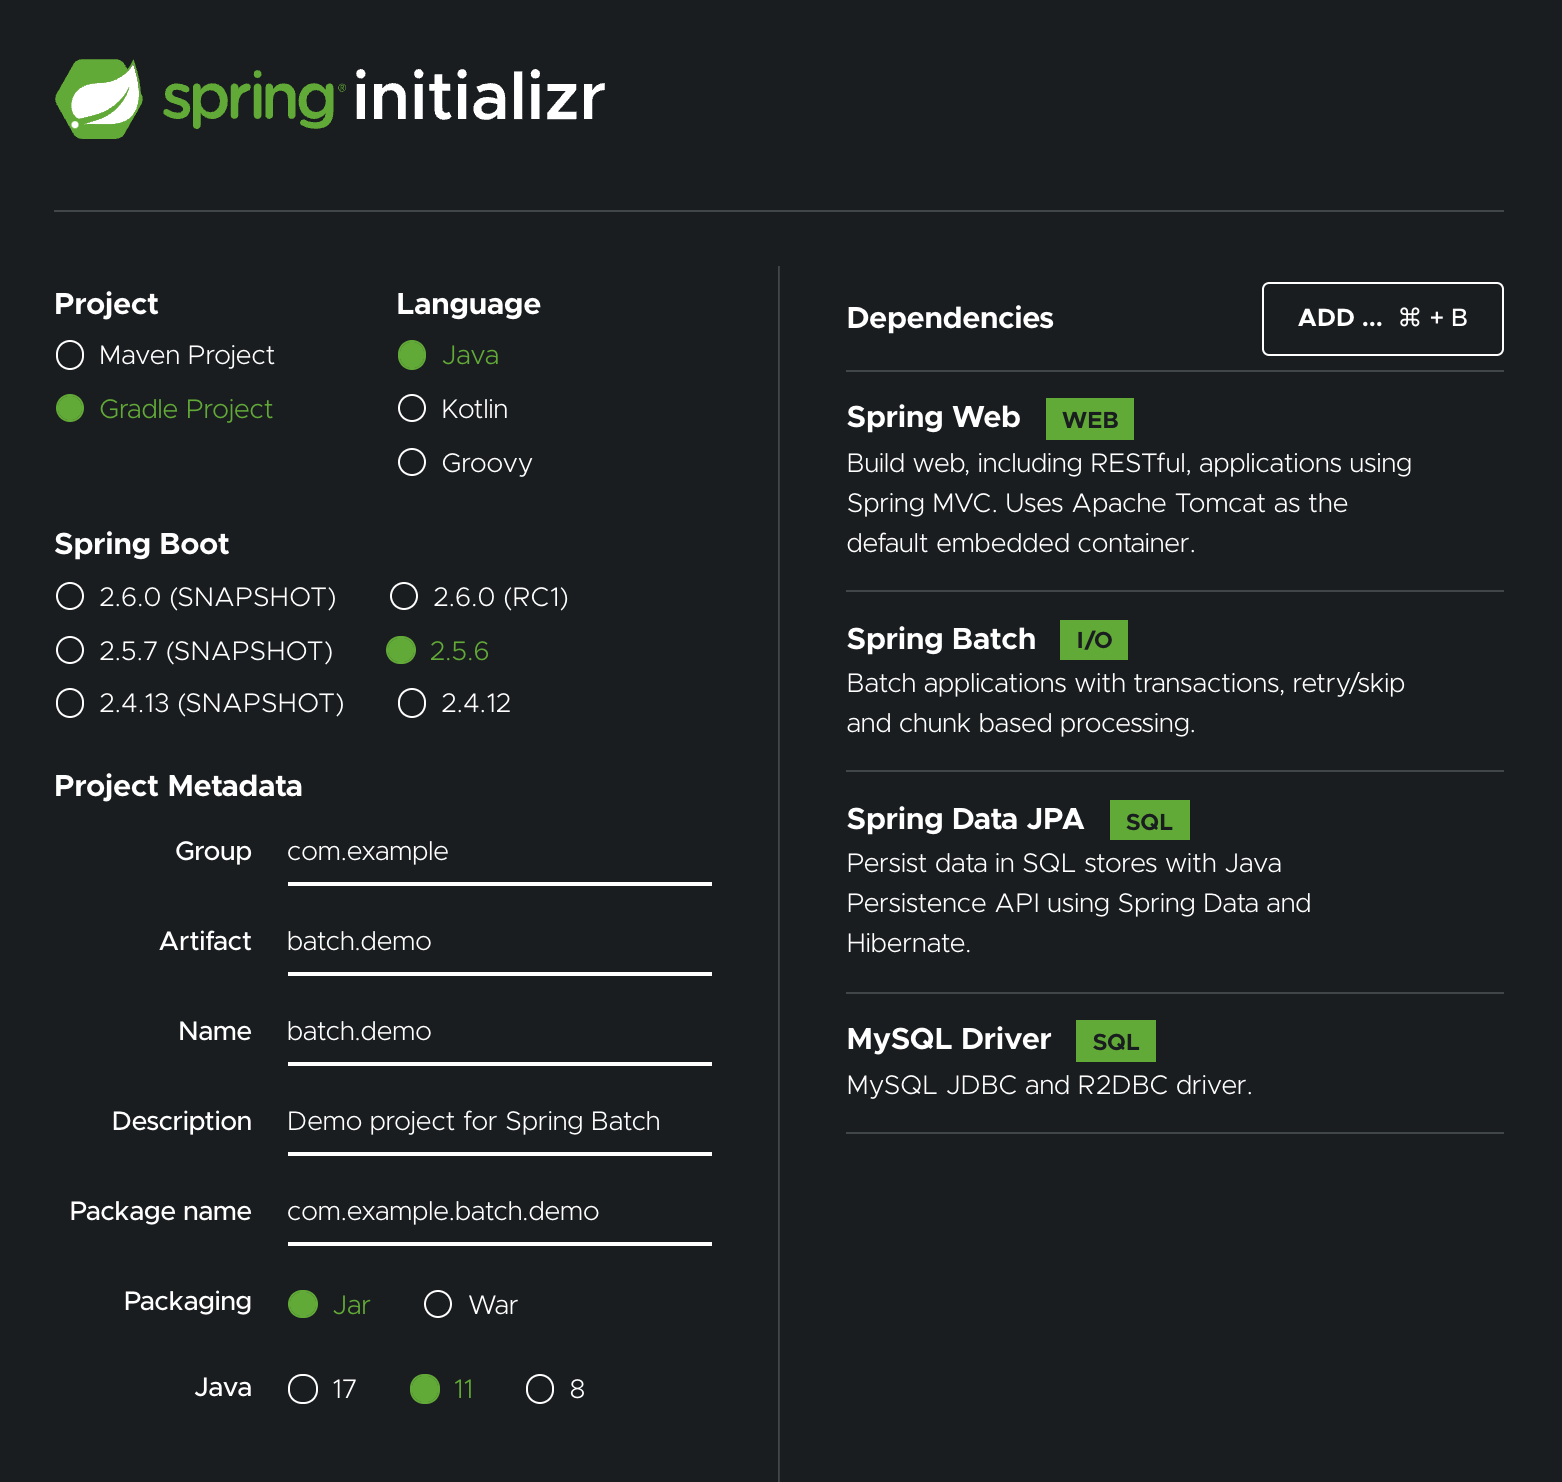 spring® initializr
Project
Maven Project
Gradle Project
Language
Java
Kotlin
Groovy
Spring Boot
2.6.0 (SNAPSHOT) 2.6.0 (RC1)
2.5.7 (SNAPSHOT) 2.5.6
2.4.13 (SNAPSHOT) 2.4.12
Project Metadata
Group com.example
Artifact batch.demo
Name batch.demo
Description Demo project for Spring Batch
Package name com.example.batch.demo
Packaging Jar War
Java 17 11 8
Dependencies ADD ... ⌘ + B
Spring Web WEB
Build web, including RESTful, applications using
Spring MVC. Uses Apache Tomcat as the
default embedded container.
Spring Batch I/O
Batch applications with transactions, retry/skip
and chunk based processing.
Spring Data JPA SQL
Persist data in SQL stores with Java
Persistence API using Spring Data and
Hibernate.
MySQL Driver SQL
MySQL JDBC and R2DBC driver.